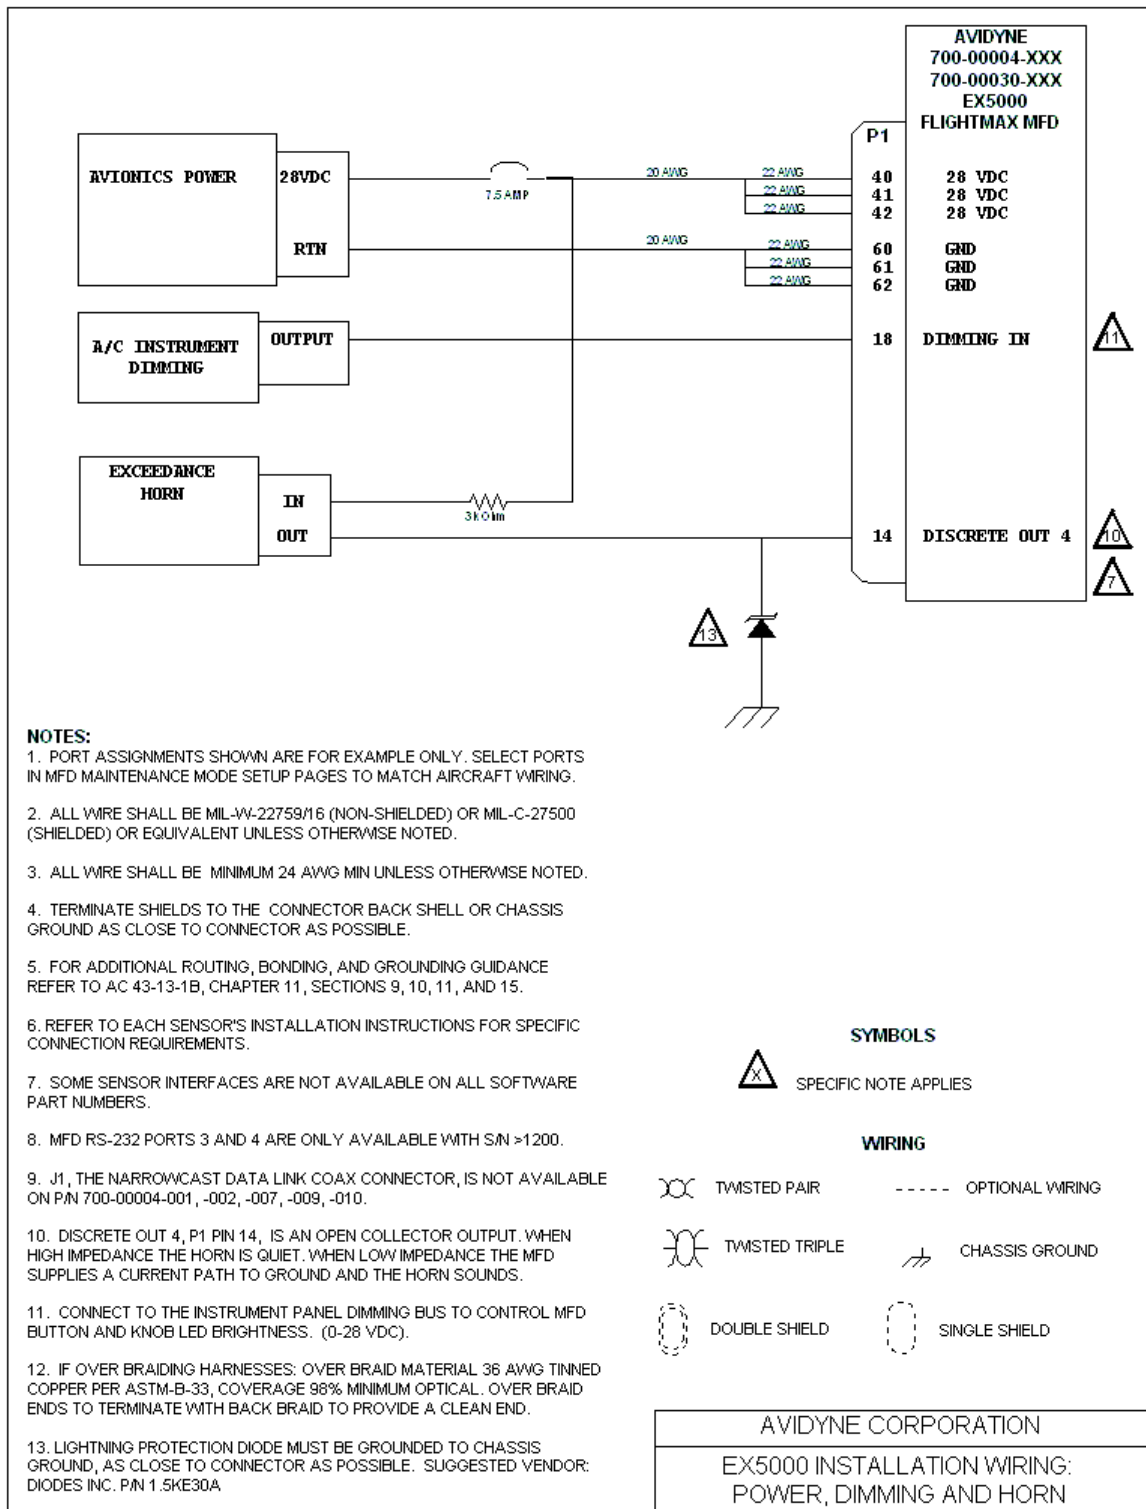 AVIDYNE
700-00004-XXX
700-00030-XXX
EX5000
FLIGHTMAX MFD
P1
AVIONICS POWER
28VDC
RTN
7.5 AMP
20 AWG
22 AWG
22 AWG
22 AWG
40 28 VDC
41 28 VDC
42 28 VDC
20 AWG
22 AWG
22 AWG
22 AWG
60 GND
61 GND
62 GND
A/C INSTRUMENT
DIMMING
OUTPUT
18 DIMMING IN
11
EXCEEDANCE
HORN
IN
OUT
3k Ohm
14 DISCRETE OUT 4
10
7
13
NOTES:
1. PORT ASSIGNMENTS SHOWN ARE FOR EXAMPLE ONLY. SELECT PORTS
IN MFD MAINTENANCE MODE SETUP PAGES TO MATCH AIRCRAFT WIRING.
2. ALL WIRE SHALL BE MIL-W-22759/16 (NON-SHIELDED) OR MIL-C-27500
(SHIELDED) OR EQUIVALENT UNLESS OTHERWISE NOTED.
3. ALL WIRE SHALL BE MINIMUM 24 AWG MIN UNLESS OTHERWISE NOTED.
4. TERMINATE SHIELDS TO THE CONNECTOR BACK SHELL OR CHASSIS
GROUND AS CLOSE TO CONNECTOR AS POSSIBLE.
5. FOR ADDITIONAL ROUTING, BONDING, AND GROUNDING GUIDANCE
REFER TO AC 43-13-1B, CHAPTER 11, SECTIONS 9, 10, 11, AND 15.
6. REFER TO EACH SENSOR'S INSTALLATION INSTRUCTIONS FOR SPECIFIC
CONNECTION REQUIREMENTS.
7. SOME SENSOR INTERFACES ARE NOT AVAILABLE ON ALL SOFTWARE
PART NUMBERS.
8. MFD RS-232 PORTS 3 AND 4 ARE ONLY AVAILABLE WITH S/N >1200.
9. J1, THE NARROWCAST DATA LINK COAX CONNECTOR, IS NOT AVAILABLE
ON P/N 700-00004-001, -002, -007, -009, -010.
10. DISCRETE OUT 4, P1 PIN 14, IS AN OPEN COLLECTOR OUTPUT. WHEN
HIGH IMPEDANCE THE HORN IS QUIET. WHEN LOW IMPEDANCE THE MFD
SUPPLIES A CURRENT PATH TO GROUND AND THE HORN SOUNDS.
11. CONNECT TO THE INSTRUMENT PANEL DIMMING BUS TO CONTROL MFD
BUTTON AND KNOB LED BRIGHTNESS. (0-28 VDC).
12. IF OVER BRAIDING HARNESSES: OVER BRAID MATERIAL 36 AWG TINNED
COPPER PER ASTM-B-33, COVERAGE 98% MINIMUM OPTICAL. OVER BRAID
ENDS TO TERMINATE WITH BACK BRAID TO PROVIDE A CLEAN END.
13. LIGHTNING PROTECTION DIODE MUST BE GROUNDED TO CHASSIS
GROUND, AS CLOSE TO CONNECTOR AS POSSIBLE. SUGGESTED VENDOR:
DIODES INC. P/N 1.5KE30A
SYMBOLS
X SPECIFIC NOTE APPLIES
WIRING
TWISTED PAIR
OPTIONAL WIRING
TWISTED TRIPLE
CHASSIS GROUND
DOUBLE SHIELD
SINGLE SHIELD
AVIDYNE CORPORATION
EX5000 INSTALLATION WIRING:
POWER, DIMMING AND HORN